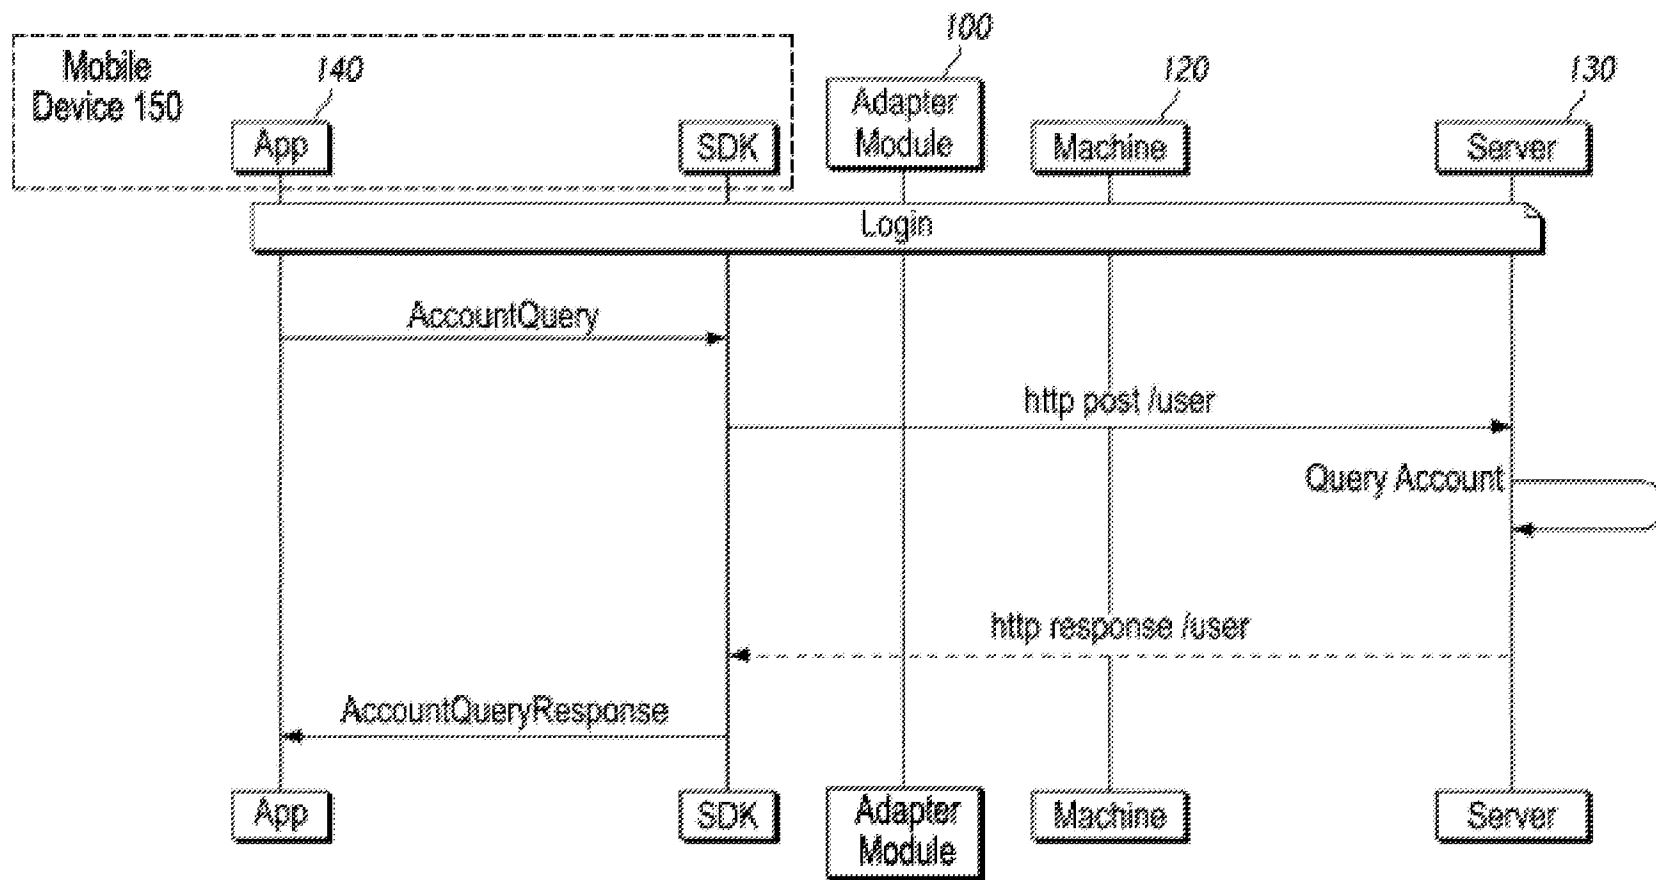 100
Mobile
Device 150
140
120
130
Adapter
Module
App
SDK
Machine
Server
Login
AccountQuery
http post /user
Query Account
http response /user
AccountQueryResponse
App
SDK
Adapter
Module
Machine
Server